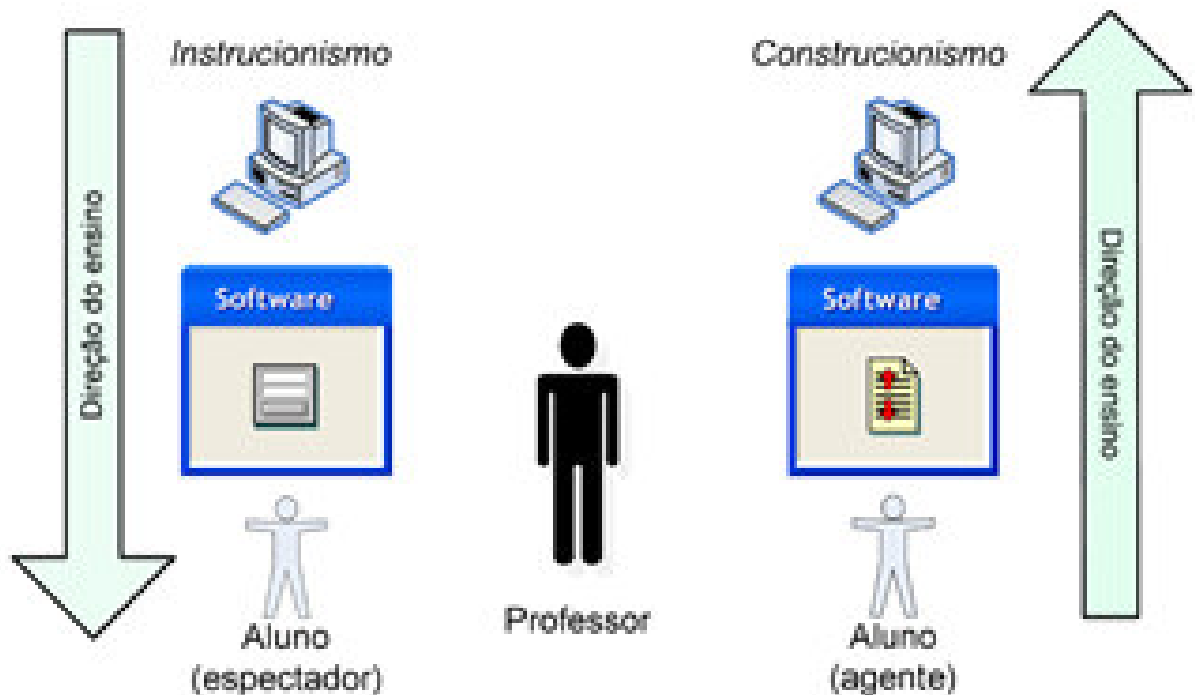 Instrucionismo
Construcionismo
Direção do ensino
Software
Software
Direção do ensino
Professor
Aluno
(espectador)
Aluno
(agente)